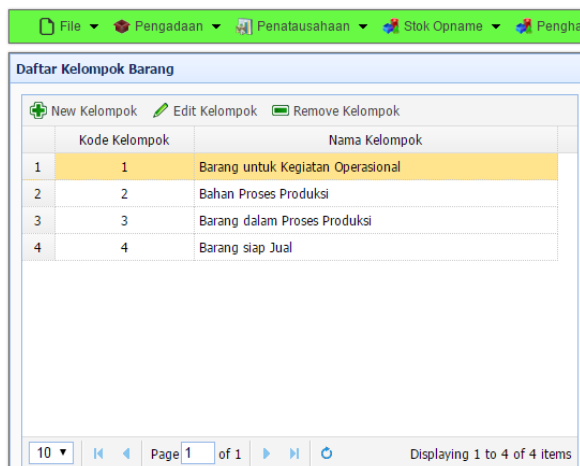 File Pengadaan Penatausahaan Stok Opname
Daftar Kelompok Barang
New Kelompok Edit Kelompok Remove Kelompok
Kode Kelompok Nama Kelompok
1 1 Barang untuk Kegiatan Operasional
2 2 Bahan Proses Produksi
3 3 Barang dalam Proses Produksi
4 4 Barang siap Jual
10 Page 1 of 1 Displaying 1 to 4 of 4 items